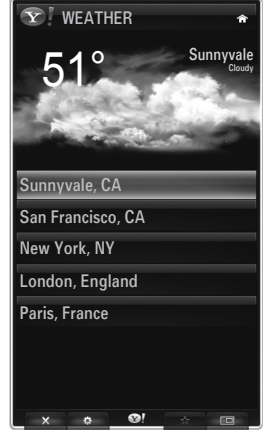 Y! WEATHER
51°
Sunnyvale
Cloudy
Sunnyvale, CA
San Francisco, CA
New York, NY
London, England
Paris, France
Y!